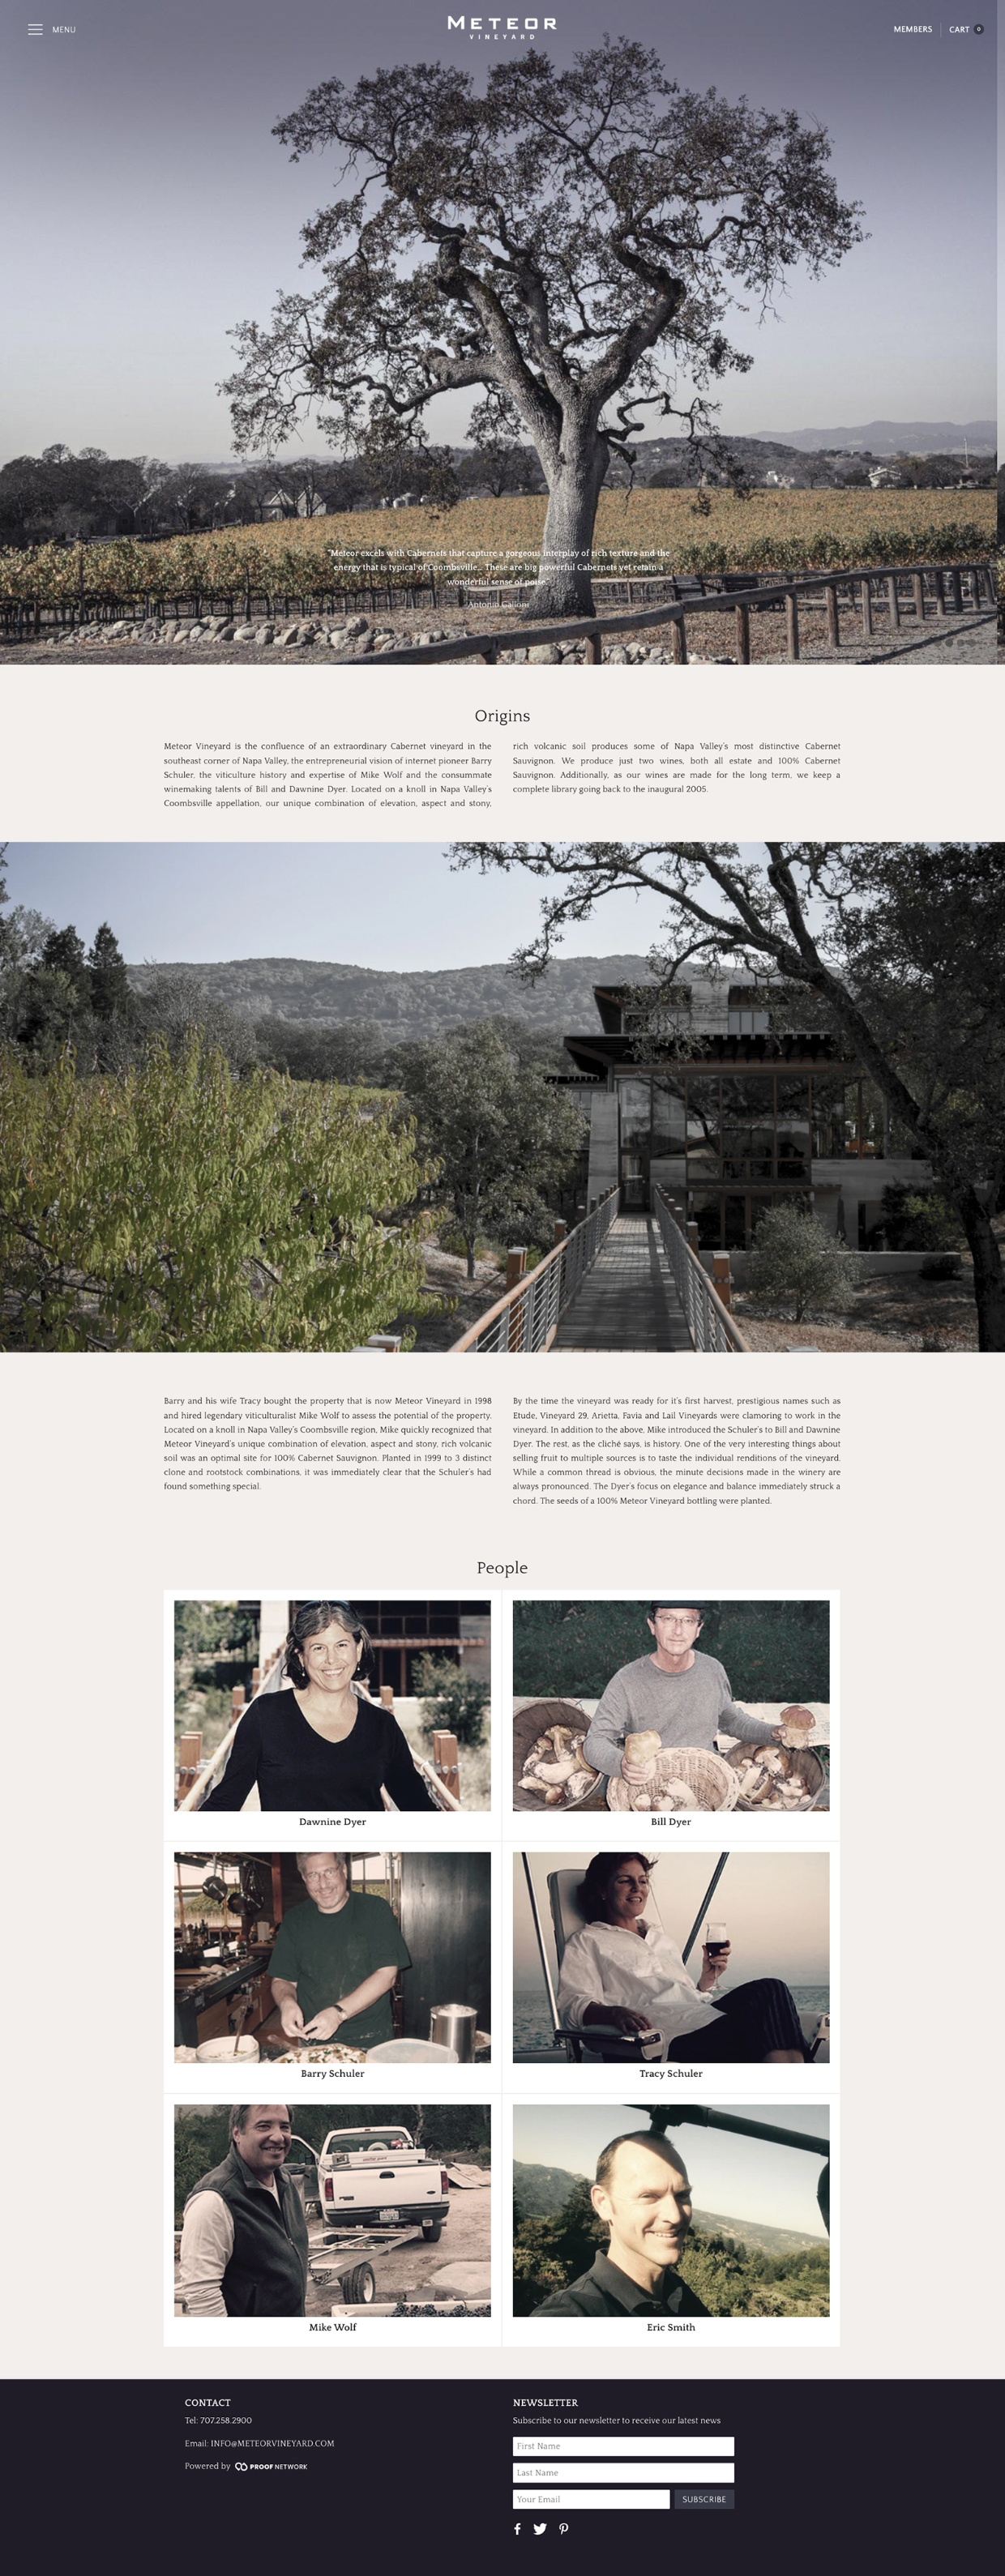 MENU
METEOR
VINEYARD
MEMBERS
CART 0
"Meteor excels with Cabernets that capture a gorgeous interplay of rich texture and the
energy that is typical of Coombsville... These are big powerful Cabernets yet retain a
wonderful sense of poise."
Antonio Galloni
Origins
Meteor Vineyard is the confluence of an extraordinary Cabernet vineyard in the
southeast corner of Napa Valley, the entrepreneurial vision of internet pioneer Barry
Schuler, the viticulture history and expertise of Mike Wolf and the consummate
winemaking talents of Bill and Dawnine Dyer. Located on a knoll in Napa Valley's
Coombsville appellation, our unique combination of elevation, aspect and stony,
rich volcanic soil produces some of Napa Valley's most distinctive Cabernet
Sauvignon. We produce just two wines, both all estate and 100% Cabernet
Sauvignon. Additionally, as our wines are made for the long term, we keep a
complete library going back to the inaugural 2005.
Barry and his wife Tracy bought the property that is now Meteor Vineyard in 1998
and hired legendary viticulturalist Mike Wolf to assess the potential of the property.
Located on a knoll in Napa Valley's Coombsville region, Mike quickly recognized that
Meteor Vineyard's unique combination of elevation, aspect and stony, rich volcanic
soil was an optimal site for 100% Cabernet Sauvignon. Planted in 1999 to 3 distinct
clone and rootstock combinations, it was immediately clear that the Schuler's had
found something special.
By the time the vineyard was ready for it's first harvest, prestigious names such as
Etude, Vineyard 29, Arietta, Favia and Lail Vineyards were clamoring to work in the
vineyard. In addition to the above, Mike introduced the Schuler's to Bill and Dawnine
Dyer. The rest, as the cliché says, is history. One of the very interesting things about
selling fruit to multiple sources is to taste the individual renditions of the vineyard.
While a common thread is obvious, the minute decisions made in the winery are
always pronounced. The Dyer's focus on elegance and balance immediately struck a
chord. The seeds of a 100% Meteor Vineyard bottling were planted.
People
Dawnine Dyer
Bill Dyer
Barry Schuler
Tracy Schuler
Mike Wolf
Eric Smith
CONTACT
Tel: 707.258.2900
Email: INFO@METEORVINEYARD.COM
Powered by PROOF NETWORK
NEWSLETTER
Subscribe to our newsletter to receive our latest news
First Name
Last Name
Your Email
SUBSCRIBE